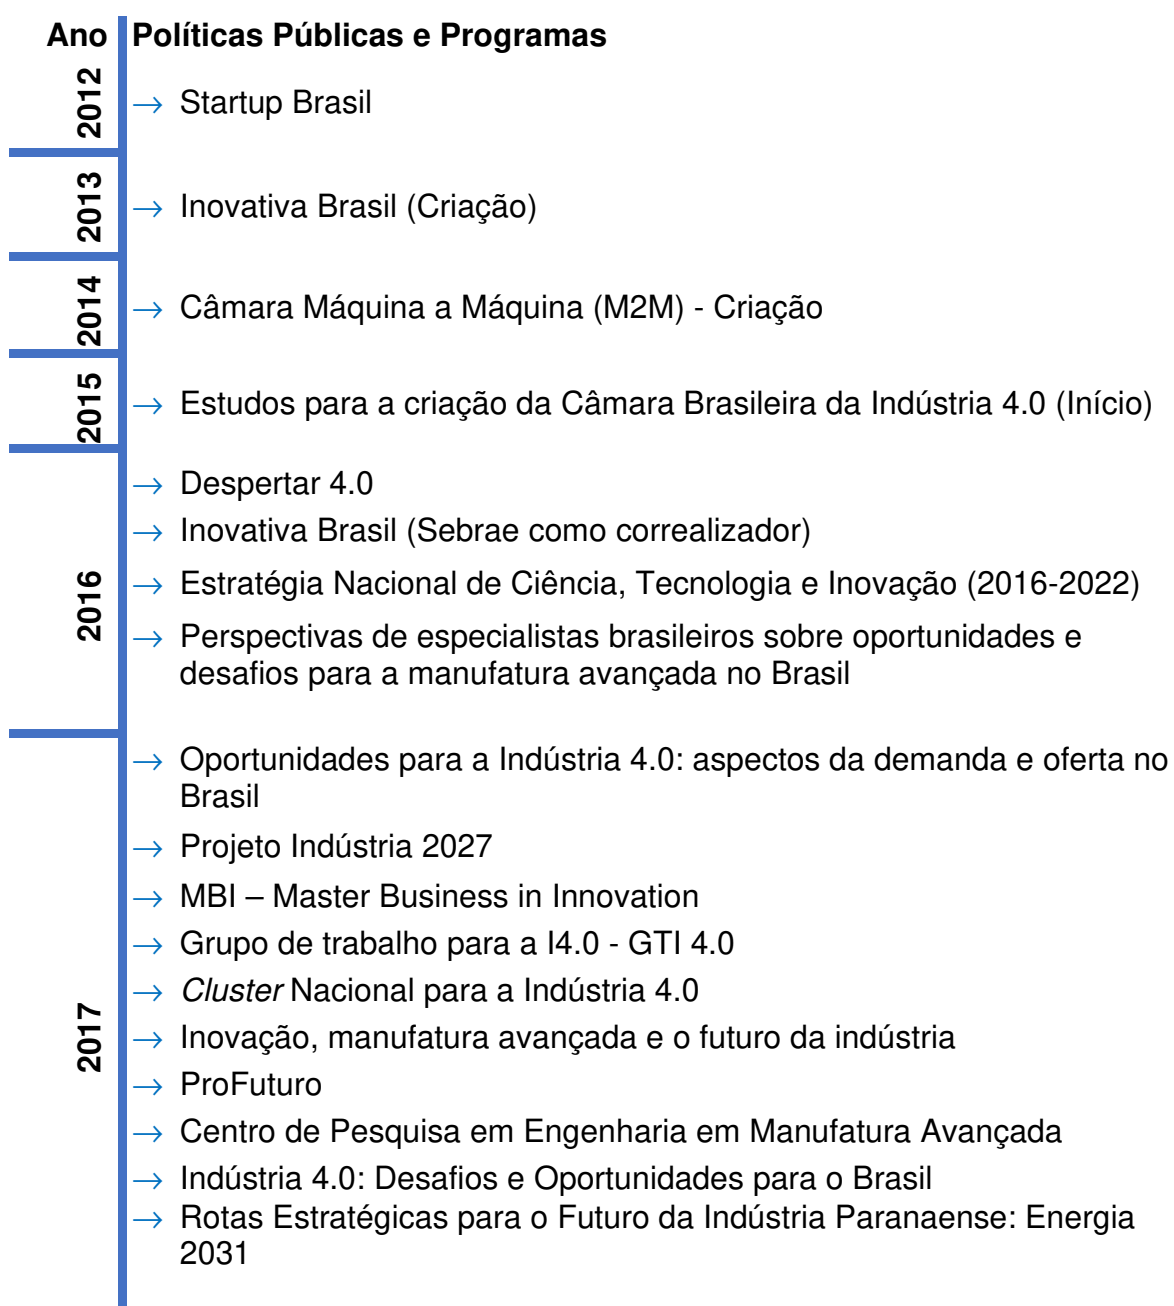 Ano Políticas Públicas e Programas
2012
→ Startup Brasil
2013
→ Inovativa Brasil (Criação)
2014
→ Câmara Máquina a Máquina (M2M) - Criação
2015
→ Estudos para a criação da Câmara Brasileira da Indústria 4.0 (Início)
2016
→ Despertar 4.0
→ Inovativa Brasil (Sebrae como correalizador)
→ Estratégia Nacional de Ciência, Tecnologia e Inovação (2016-2022)
→ Perspectivas de especialistas brasileiros sobre oportunidades e
desafios para a manufatura avançada no Brasil
2017
→ Oportunidades para a Indústria 4.0: aspectos da demanda e oferta no
Brasil
→ Projeto Indústria 2027
→ MBI – Master Business in Innovation
→ Grupo de trabalho para a I4.0 - GTI 4.0
→ Cluster Nacional para a Indústria 4.0
→ Inovação, manufatura avançada e o futuro da indústria
→ ProFuturo
→ Centro de Pesquisa em Engenharia em Manufatura Avançada
→ Indústria 4.0: Desafios e Oportunidades para o Brasil
→ Rotas Estratégicas para o Futuro da Indústria Paranaense: Energia
2031